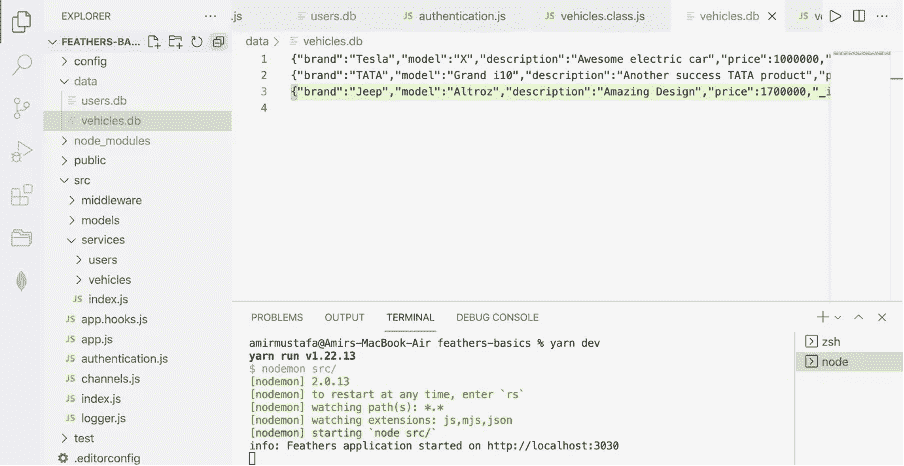 EXPLORER
FEATHERS-BA...
config
data
users.db
vehicles.db
node_modules
public
src
middleware
models
services
users
vehicles
JS index.js
JS app.hooks.js
JS app.js
JS authentication.js
JS channels.js
JS index.js
JS logger.js
test
.editorconfig
.js
users.db
JS authentication.js
JS vehicles.class.js
vehicles.db
JS
data > vehicles.db
1 {"brand":"Tesla","model":"X","description":"Awesome electric car","price":1000000,"
2 {"brand":"TATA","model":"Grand i10","description":"Another success TATA product","p
3 {"brand":"Jeep","model":"Altroz","description":"Amazing Design","price":1700000,"_i
4
PROBLEMS OUTPUT TERMINAL DEBUG CONSOLE
amirmustafa@Amirs-MacBook-Air feathers-basics % yarn dev
yarn run v1.22.13
$ nodemon src/
[nodemon] 2.0.13
[nodemon] to restart at any time, enter `rs`
[nodemon] watching path(s): *.*
[nodemon] watching extensions: js,mjs,json
[nodemon] starting `node src/`
info: Feathers application started on http://localhost:3030
zsh
node